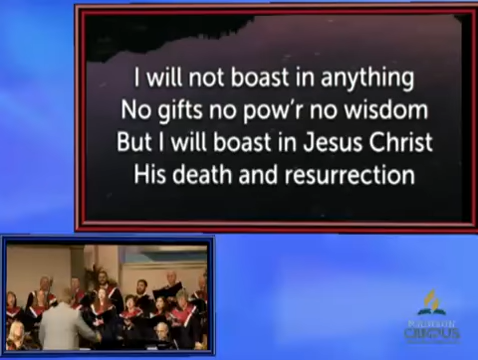 I will not boast in anything
No gifts no pow'r no wisdom
But I will boast in Jesus Christ
His death and resurrection